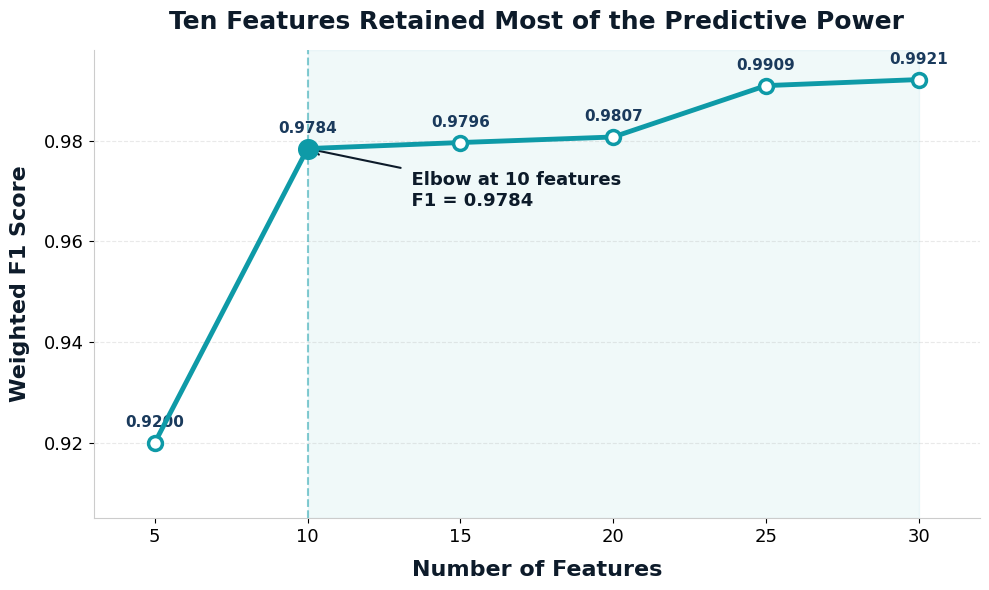 Ten Features Retained Most of the Predictive Power
0.9921
0.9909
0.9807
0.9796
0.9784
Elbow at 10 features
F1 = 0.9784
0.9200
Weighted F1 Score
0.98
0.96
0.94
0.92
5 10 15 20 25 30
Number of Features